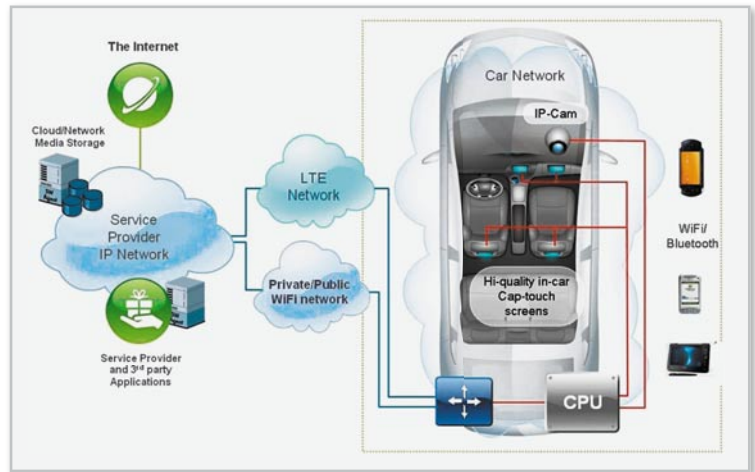 The Internet
Cloud/Network
Media Storage
Service
Provider
IP Network
Service Provider
and 3rd party
Applications
LTE
Network
Private/Public
WiFi network
Car Network
IP-Cam
Hi-quality in-car
Cap-touch
screens
CPU
WiFi/
Bluetooth